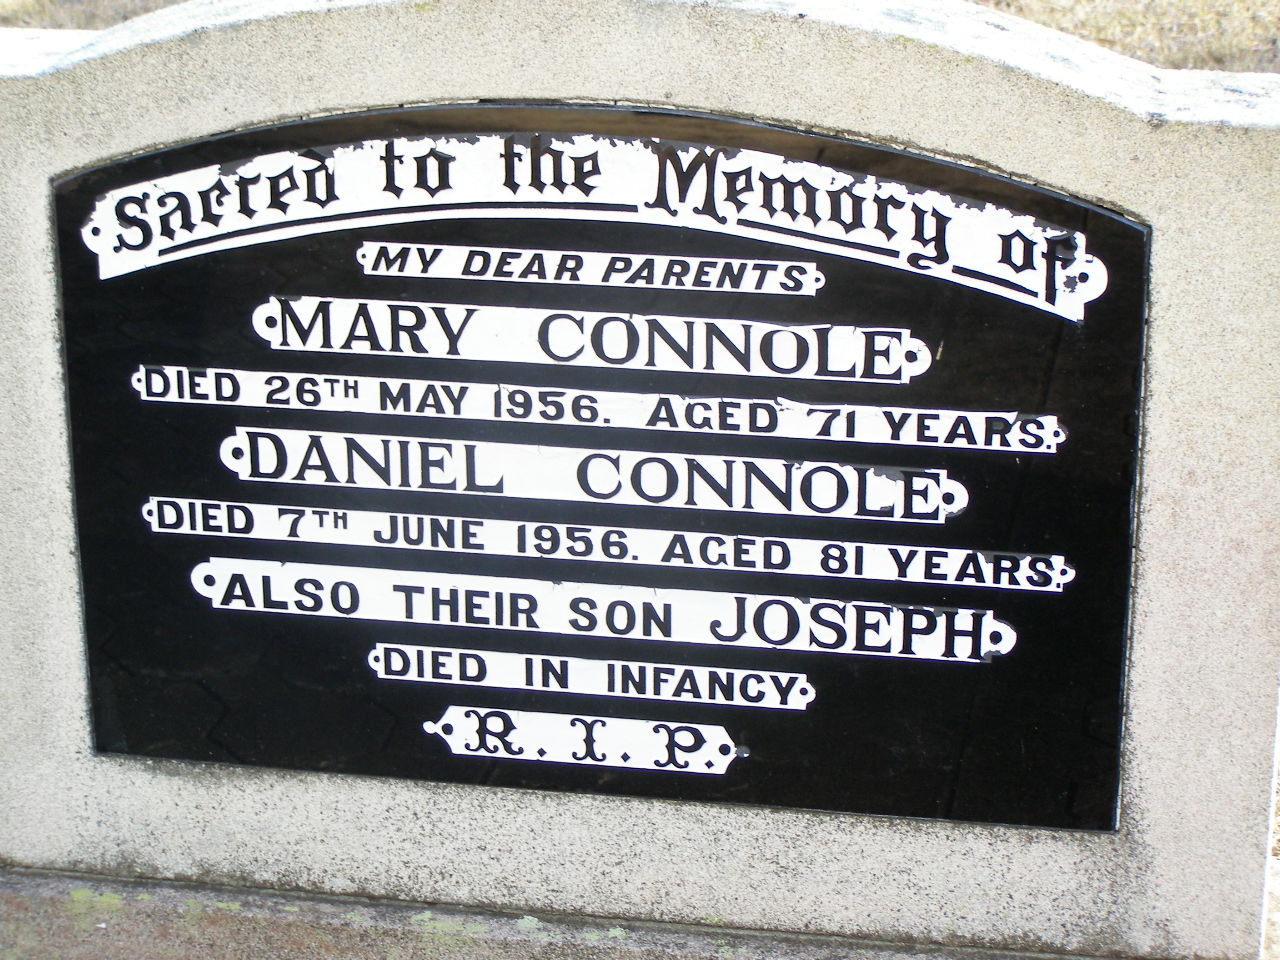 Sacred to the Memory of
MY DEAR PARENTS
MARY CONNOLE
DIED 26TH MAY 1956. AGED 71 YEARS.
DANIEL CONNOLE
DIED 7TH JUNE 1956. AGED 81 YEARS.
ALSO THEIR SON JOSEPH
DIED IN INFANCY
R.I.P.